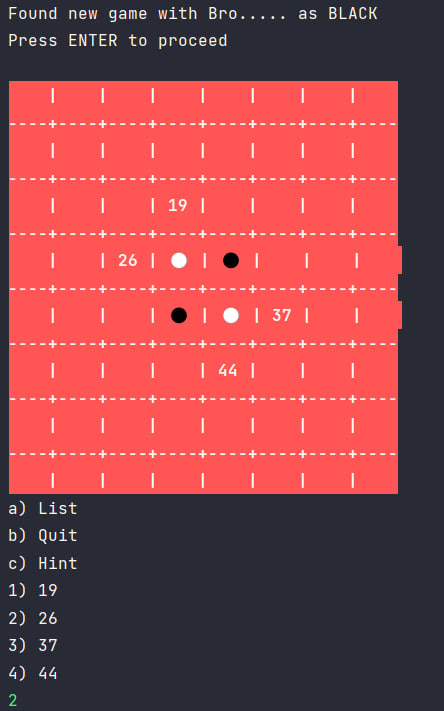 Found new game with Bro..... as BLACK
Press ENTER to proceed
    |    |    |    |    |    |    |
----+----+----+----+----+----+----+----
    |    |    |    |    |    |    |
----+----+----+----+----+----+----+----
    |    |    | 19 |    |    |    |
----+----+----+----+----+----+----+----
    |    | 26 | ⚪ | ⚫ |    |    |
----+----+----+----+----+----+----+----
    |    |    | ⚫ | ⚪ | 37 |    |
----+----+----+----+----+----+----+----
    |    |    |    | 44 |    |    |
----+----+----+----+----+----+----+----
    |    |    |    |    |    |    |
----+----+----+----+----+----+----+----
    |    |    |    |    |    |    |
a) List
b) Quit
c) Hint
1) 19
2) 26
3) 37
4) 44
2